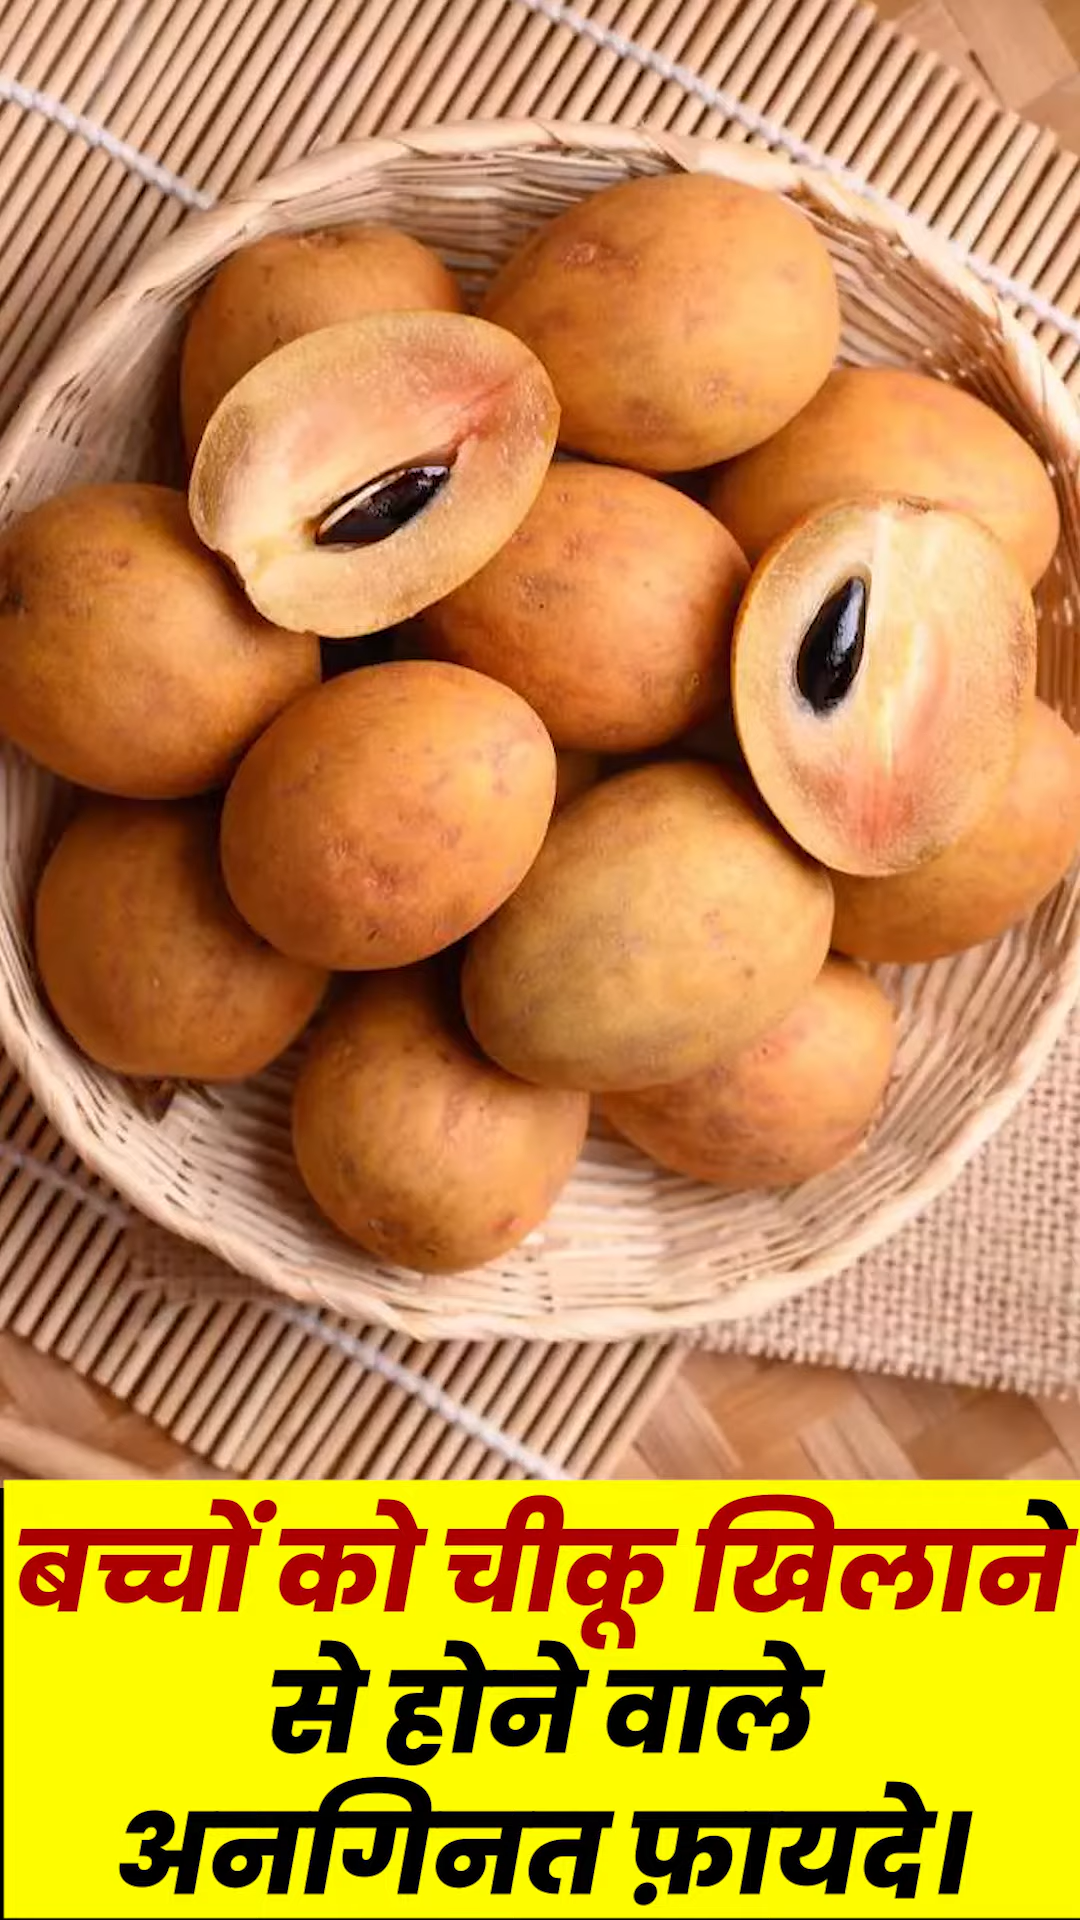 बच्चों को चीकू खिलाने
से होने वाले
अनगिनत फ़ायदे।